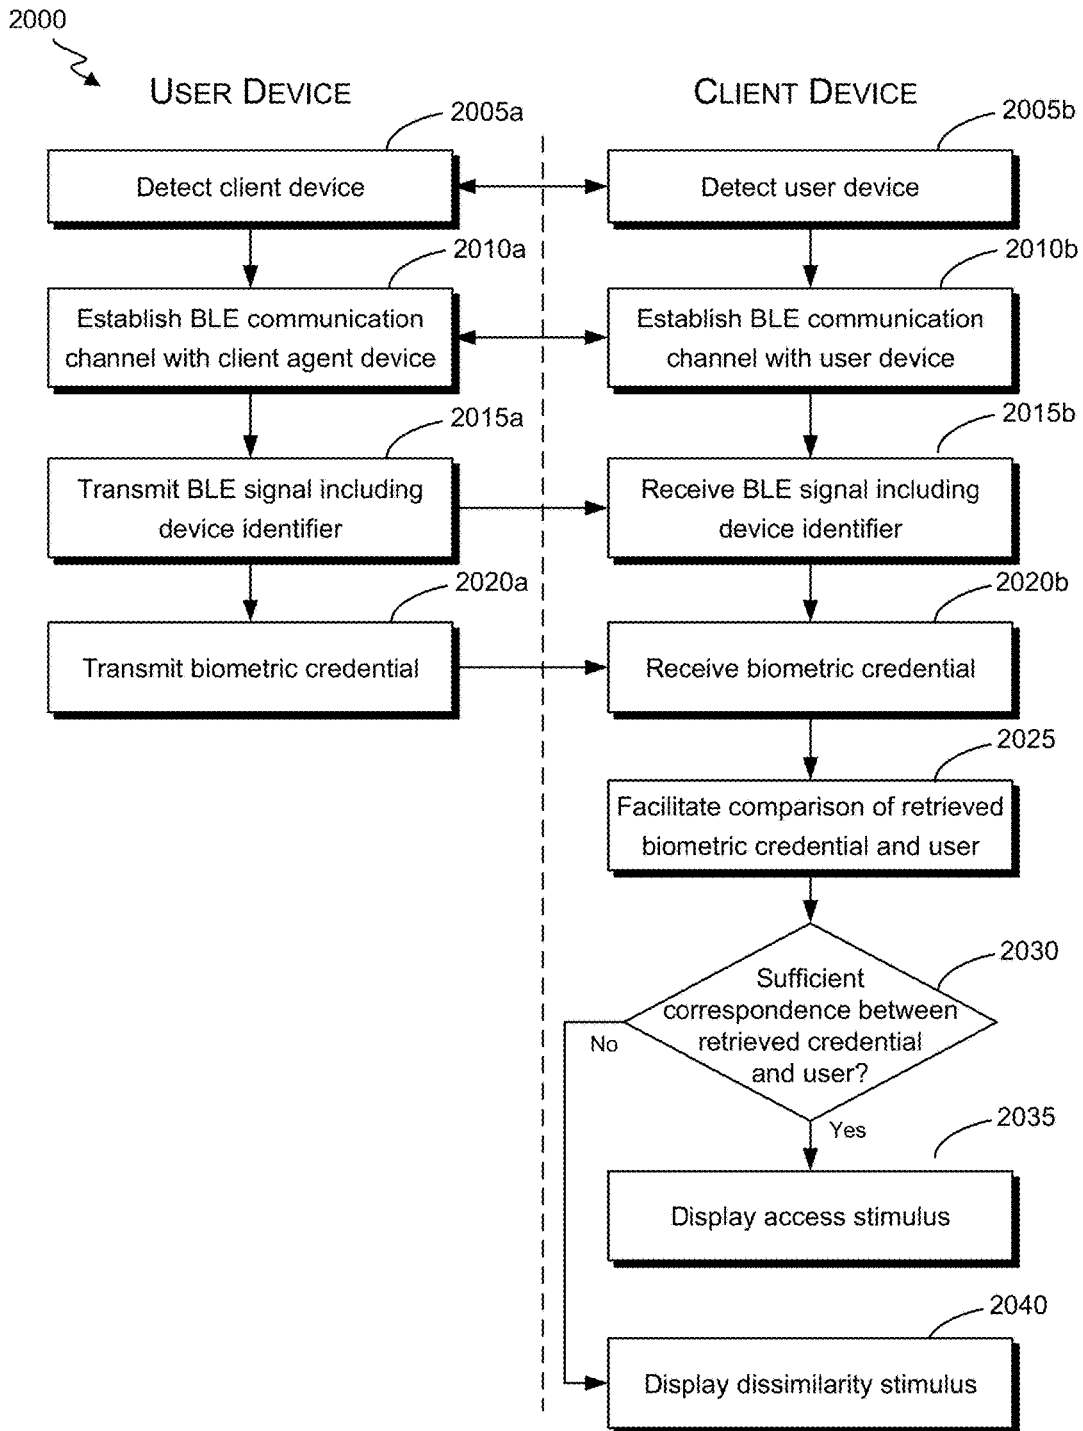 2000
USER DEVICE
CLIENT DEVICE
2005a
2005b
Detect client device
Detect user device
2010a
2010b
Establish BLE communication
channel with client agent device
Establish BLE communication
channel with user device
2015a
2015b
Transmit BLE signal including
device identifier
Receive BLE signal including
device identifier
2020a
2020b
Transmit biometric credential
Receive biometric credential
2025
Facilitate comparison of retrieved
biometric credential and user
2030
Sufficient
correspondence between
retrieved credential
and user?
No
Yes
2035
Display access stimulus
2040
Display dissimilarity stimulus